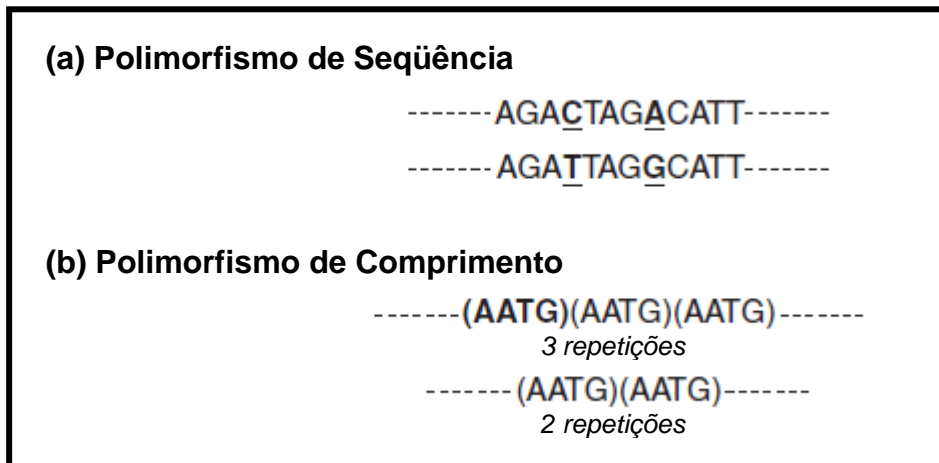 (a) Polimorfismo de Seqüência
-------AGACTAGACATT-------
-------AGATTAGGCATT-------
(b) Polimorfismo de Comprimento
-------(AATG)(AATG)(AATG)-------
3 repetições
-------(AATG)(AATG)-------
2 repetições